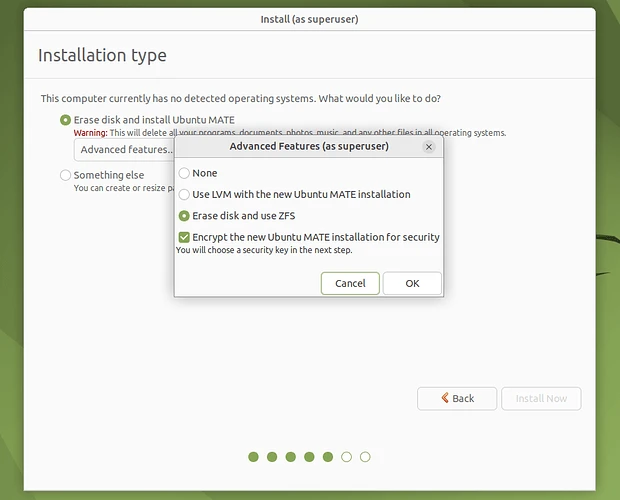 Install (as superuser)
Installation type
This computer currently has no detected operating systems. What would you like to do?
Erase disk and install Ubuntu MATE
Warning: This will delete all your programs, documents, photos, music, and any other files in all operating systems.
Advanced features...
Advanced Features (as superuser)
None
Use LVM with the new Ubuntu MATE installation
Erase disk and use ZFS
Encrypt the new Ubuntu MATE installation for security
You will choose a security key in the next step.
Cancel
OK
Something else
You can create or resize
Back
Install Now